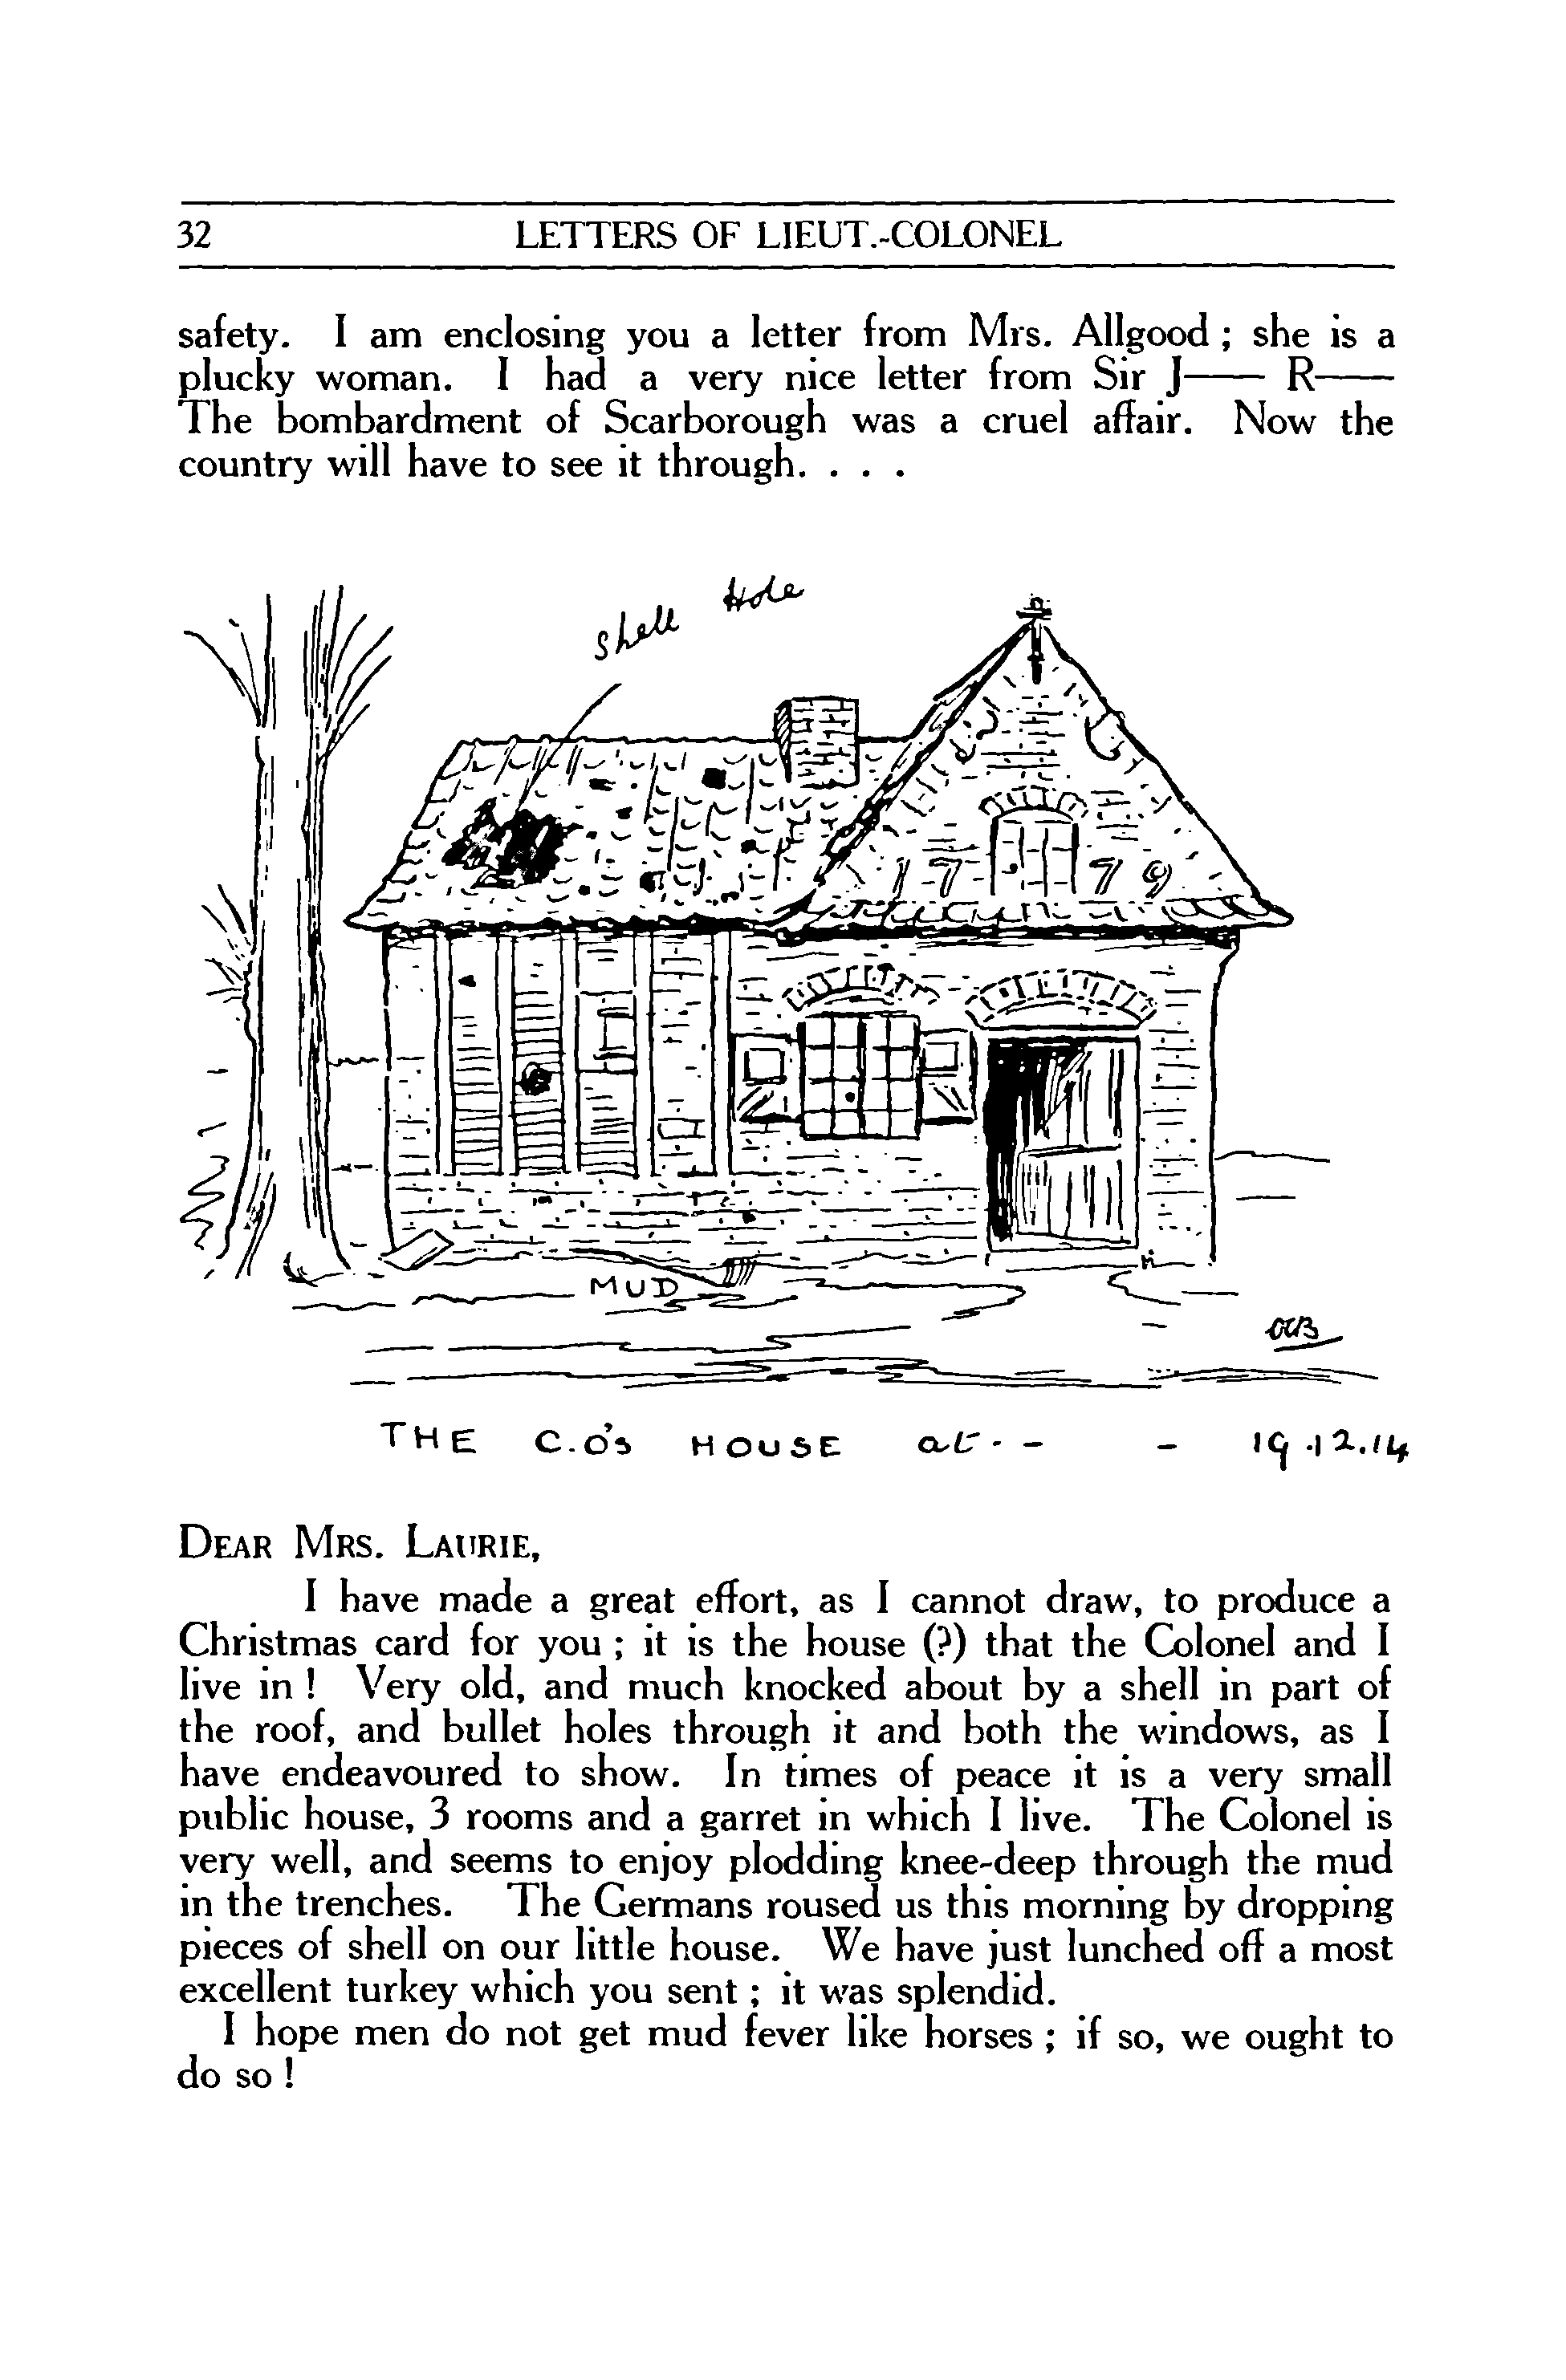 32 LETTERS OF LIEUT.-COLONEL
safety. I am enclosing you a letter from Mrs. Allgood ; she is a
plucky woman. I had a very nice letter from Sir J—— R——
The bombardment of Scarborough was a cruel affair. Now the
country will have to see it through. . . .
shell Hole
17 79
MUD
THE C.O's HOUSE at - - - 19.12.14
DEAR MRS. LAURIE,
I have made a great effort, as I cannot draw, to produce a
Christmas card for you ; it is the house (?) that the Colonel and I
live in ! Very old, and much knocked about by a shell in part of
the roof, and bullet holes through it and both the windows, as I
have endeavoured to show. In times of peace it is a very small
public house, 3 rooms and a garret in which I live. The Colonel is
very well, and seems to enjoy plodding knee-deep through the mud
in the trenches. The Germans roused us this morning by dropping
pieces of shell on our little house. We have just lunched off a most
excellent turkey which you sent ; it was splendid.
I hope men do not get mud fever like horses ; if so, we ought to
do so !